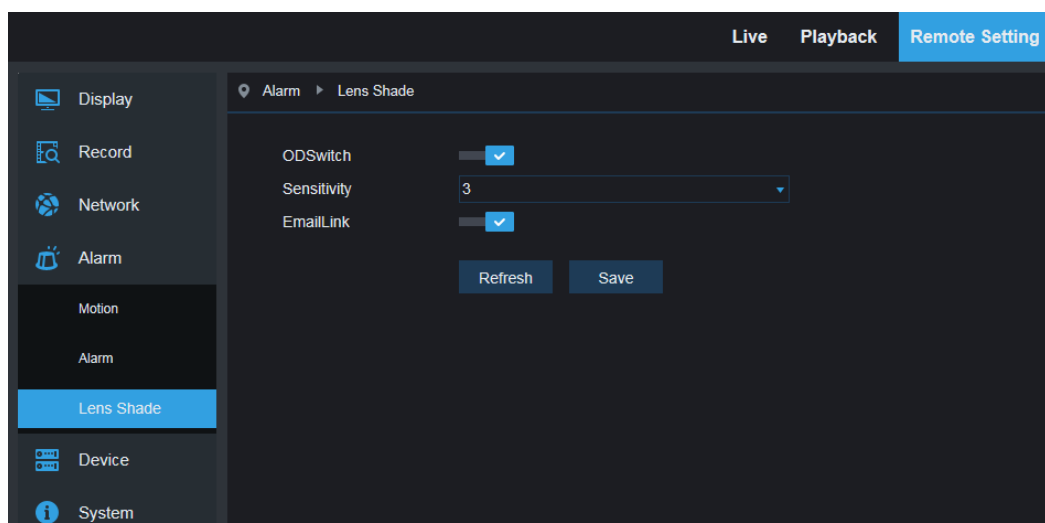 Live Playback Remote Setting
Display
Record
Network
Alarm
Motion
Alarm
Lens Shade
Device
System
Alarm Lens Shade
ODSwitch
Sensitivity 3
EmailLink
Refresh Save